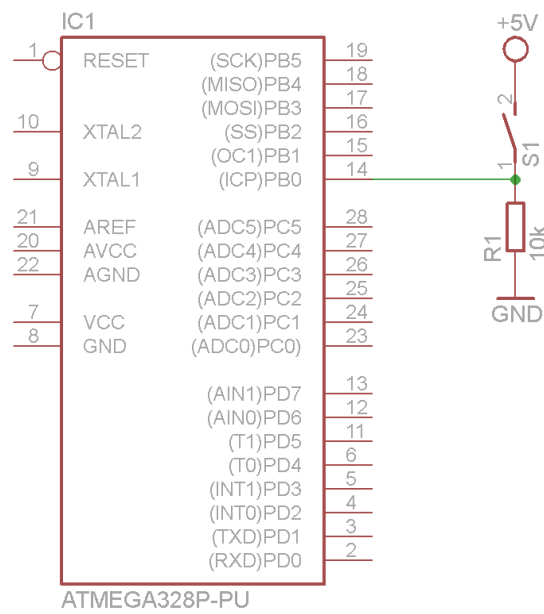 IC1
1 RESET (SCK)PB5 19
(MISO)PB4 18
(MOSI)PB3 17
10 XTAL2 (SS)PB2 16
(OC1)PB1 15
9 XTAL1 (ICP)PB0 14
21 AREF (ADC5)PC5 28
20 AVCC (ADC4)PC4 27
22 AGND (ADC3)PC3 26
(ADC2)PC2 25
7 VCC (ADC1)PC1 24
8 GND (ADC0)PC0) 23
(AIN1)PD7 13
(AIN0)PD6 12
(T1)PD5 11
(T0)PD4 6
(INT1)PD3 5
(INT0)PD2 4
(TXD)PD1 3
(RXD)PD0 2
ATMEGA328P-PU
+5V
2
S1
1
R1
10k
GND